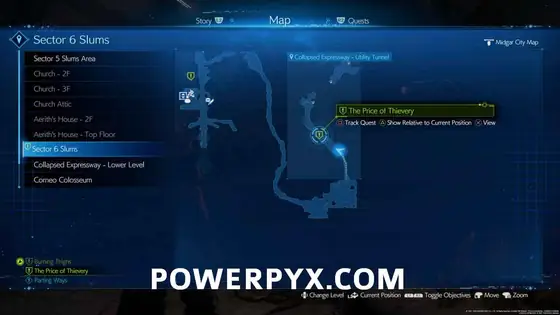 Story Map Quests
Sector 6 Slums
Midgar City Map
Sector 5 Slums Area
Church - 2F
Church - 3F
Church Attic
Aerith's House - 2F
Aerith's House - Top Floor
Sector 6 Slums
Collapsed Expressway - Lower Level
Corneo Colosseum
Collapsed Expressway - Utility Tunnel
The Price of Thievery
Track Quest Show Relative to Current Position View
Burning Thighs
The Price of Thievery
Parting Ways
POWERPYX.COM
Change Level Current Position Toggle Objectives Move Zoom